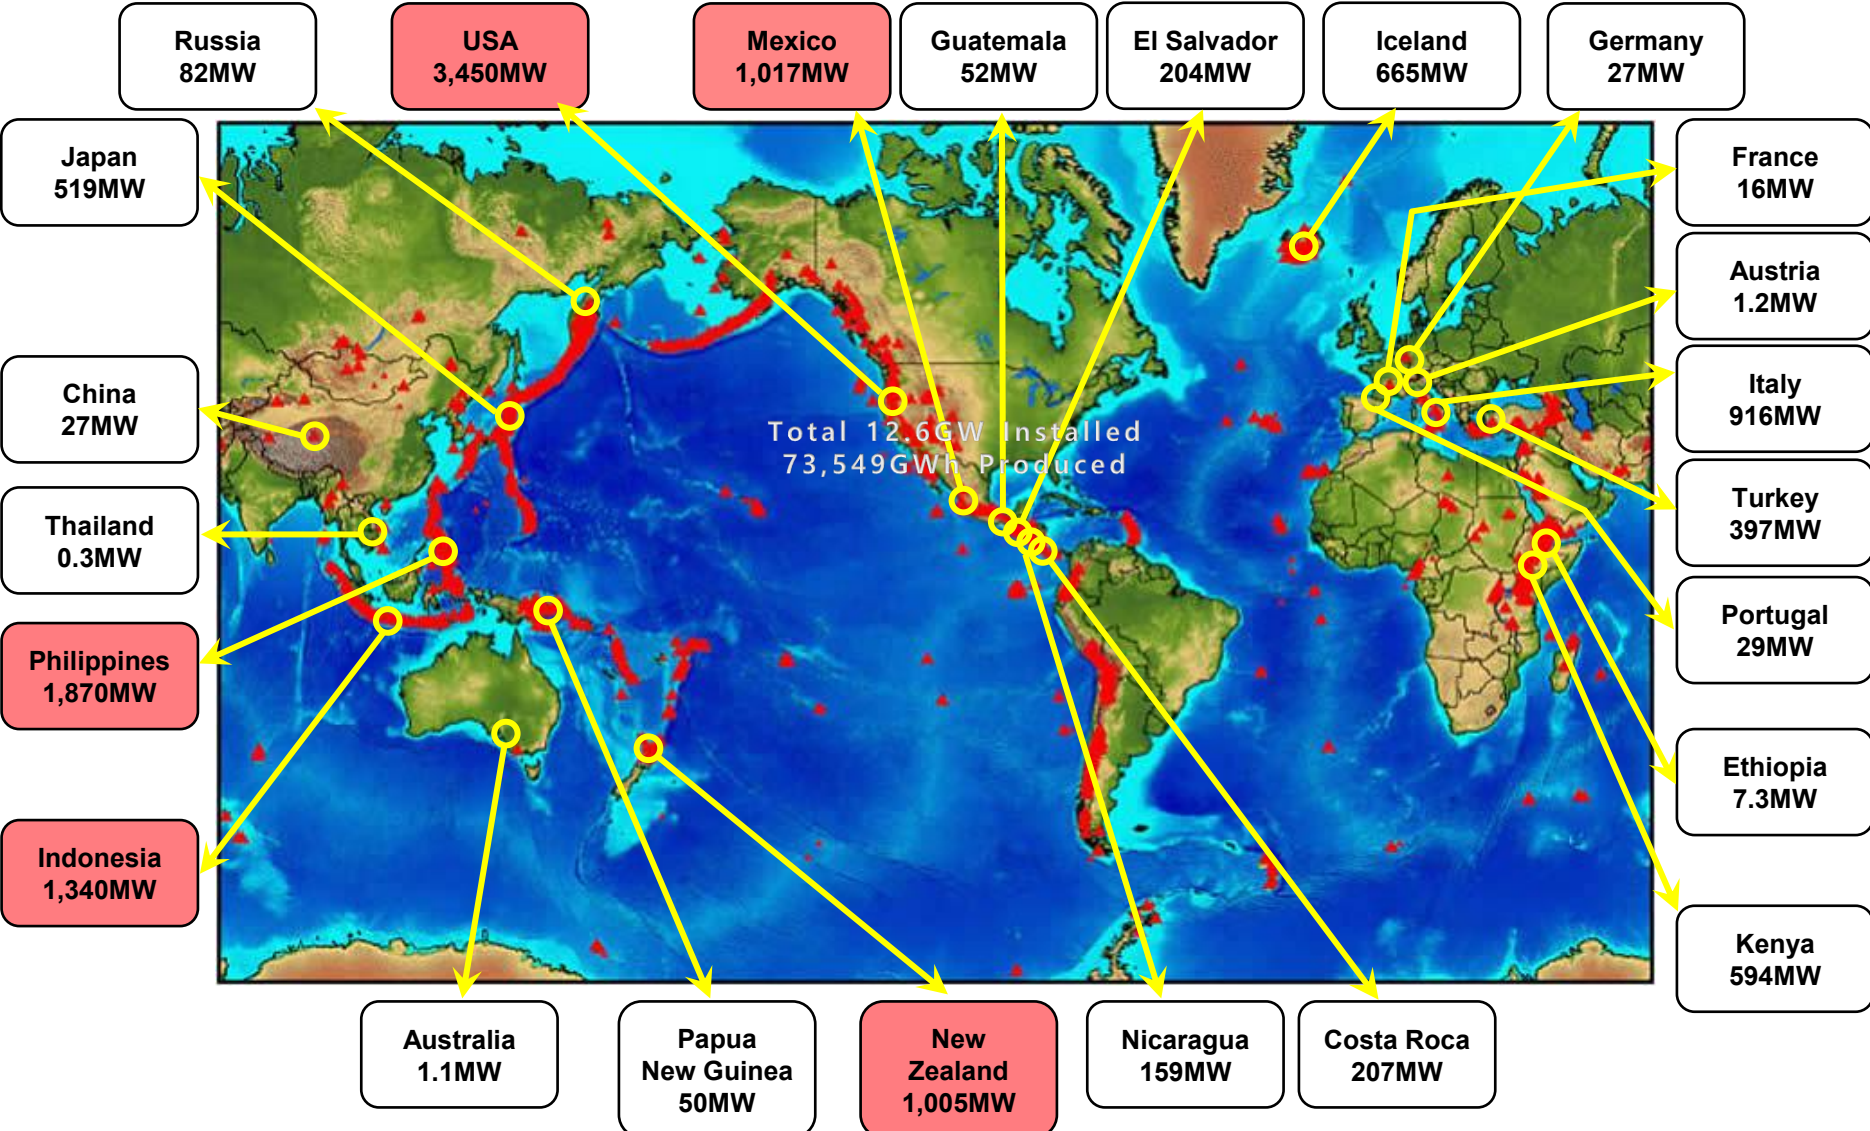 Russia
82MW
USA
3,450MW
Mexico
1,017MW
Guatemala
52MW
El Salvador
204MW
Iceland
665MW
Germany
27MW
Japan
519MW
France
16MW
Austria
1.2MW
China
27MW
Italy
916MW
Total 12.6GW Installed
73,549GWh Produced
Thailand
0.3MW
Turkey
397MW
Philippines
1,870MW
Portugal
29MW
Ethiopia
7.3MW
Indonesia
1,340MW
Kenya
594MW
Australia
1.1MW
Papua
New Guinea
50MW
New
Zealand
1,005MW
Nicaragua
159MW
Costa Roca
207MW